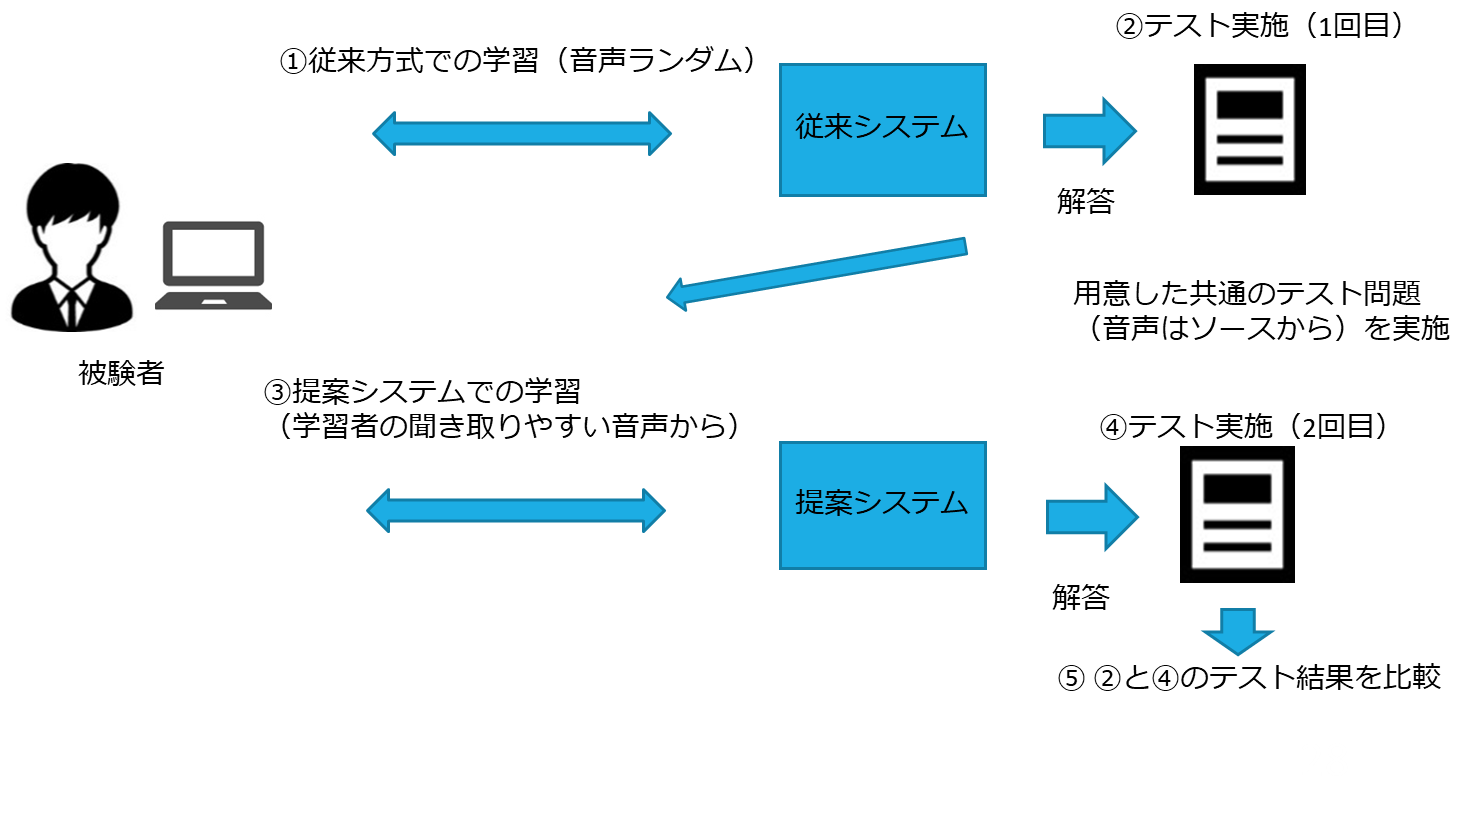 ①従来方式での学習（音声ランダム）
従来システム
②テスト実施（1回目）
解答
用意した共通のテスト問題
（音声はソースから）を実施
被験者
③提案システムでの学習
（学習者の聞き取りやすい音声から）
提案システム
④テスト実施（2回目）
解答
⑤ ②と④のテスト結果を比較